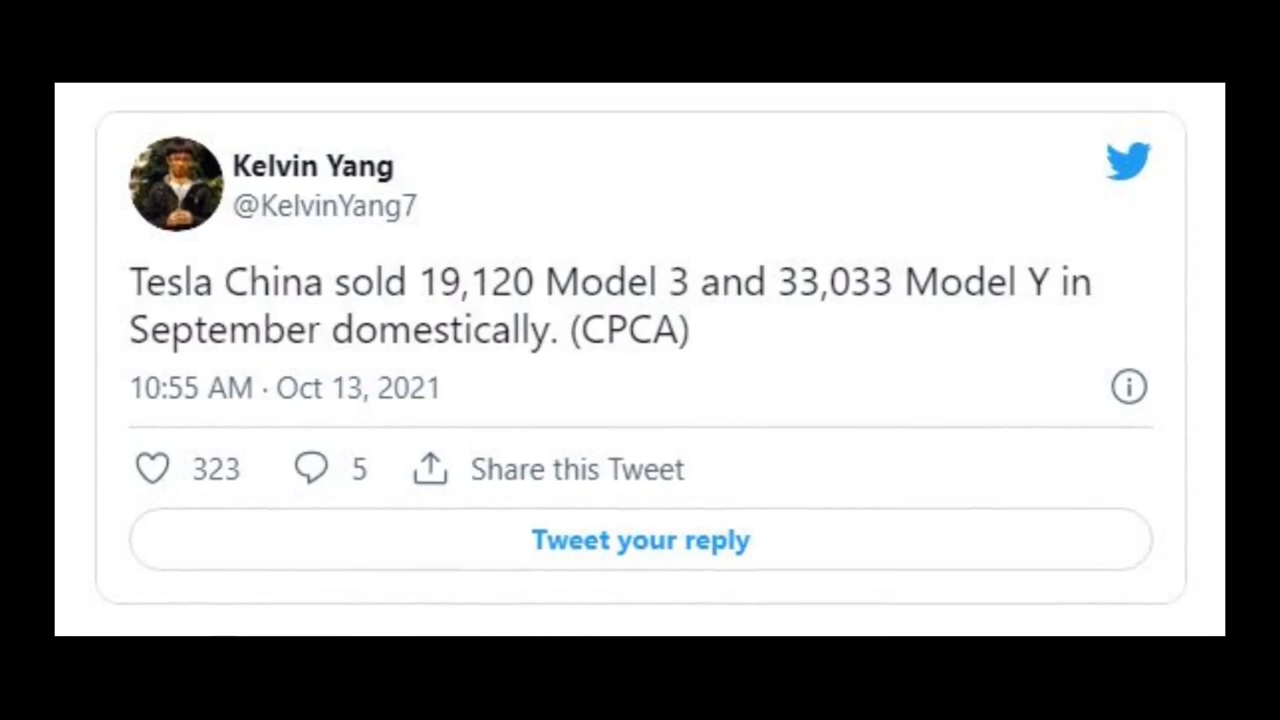 Kelvin Yang
@KelvinYang7
Tesla China sold 19,120 Model 3 and 33,033 Model Y in
September domestically. (CPCA)
10:55 AM · Oct 13, 2021
323 5 Share this Tweet
Tweet your reply